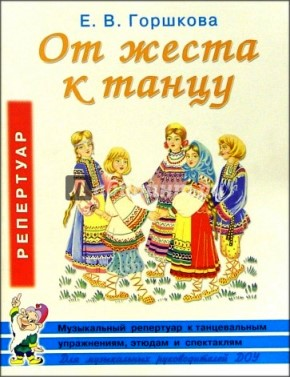 Е. В. Горшкова
От жеста
к танцу
РЕПЕРТУАР
Музыкальный репертуар к танцевальным
упражнениям, этюдам и спектаклям
Для музыкальных руководителей ДОУ